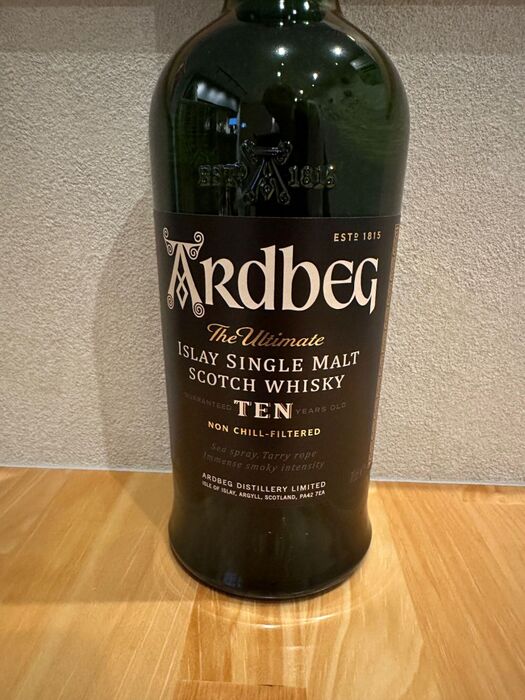 ESTD 1815
ESTD 1815
ARDBEG
The Ultimate
ISLAY SINGLE MALT
SCOTCH WHISKY
GUARANTEED TEN YEARS OLD
NON CHILL-FILTERED
Sea spray, Tarry rope
Immense smoky intensity
ARDBEG DISTILLERY LIMITED
ISLE OF ISLAY, ARGYLL, SCOTLAND, PA42 7EA